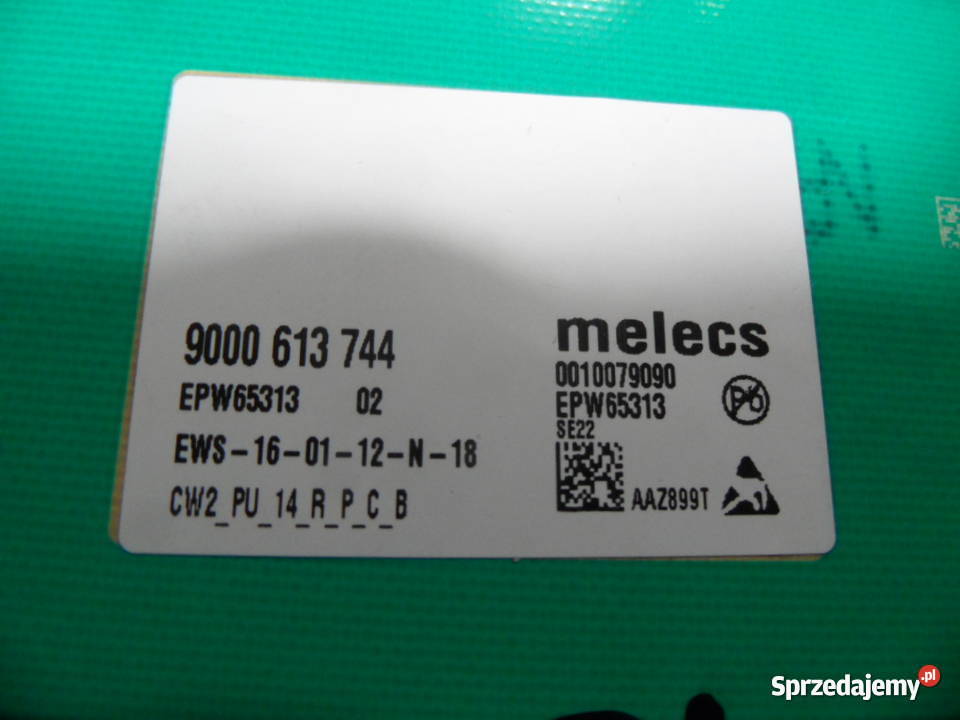 9000 613 744
EPW65313 02
EWS-16-01-12-N-18
CW2_PU_14_R_P_C_B
melecs
0010079090
EPW65313
Pb
SE22
AAZ899T
Sprzedajemy.pl